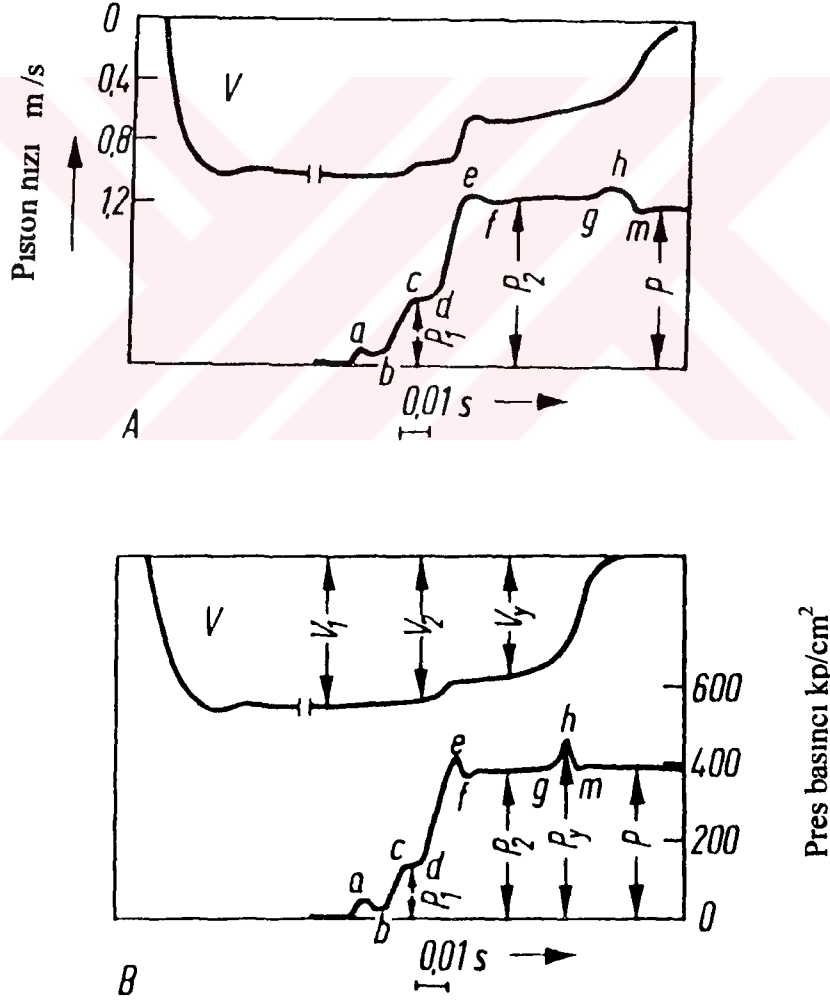 0
0,4
0,8
1,2
Piston hızı m/s
V
e
h
f
g
m
c
d
a
b
P₁
P₂
P
0,01 s
A
V
V₁
V₂
Vy
600
400
200
0
Pres basıncı kp/cm²
e
h
f
g
m
c
d
a
b
P₁
P₂
Py
P
0,01 s
B